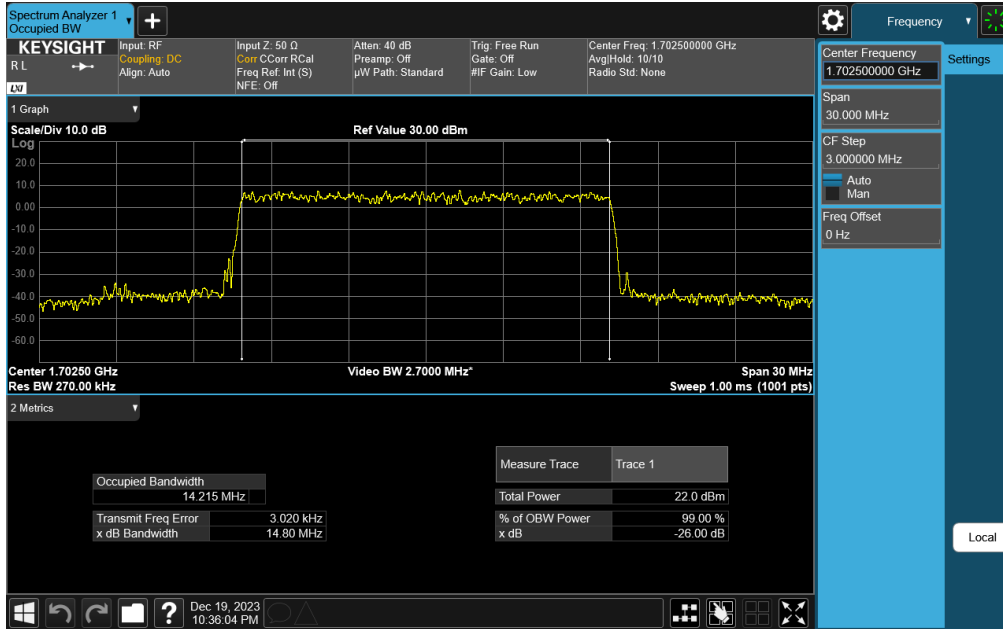 Spectrum Analyzer 1
Occupied BW
Frequency
KEYSIGHT
R L
LXI
Input: RF
Coupling: DC
Align: Auto
Input Z: 50 Ω
Corr CCorr RCal
Freq Ref: Int (S)
NFE: Off
Atten: 40 dB
Preamp: Off
µW Path: Standard
Trig: Free Run
Gate: Off
#IF Gain: Low
Center Freq: 1.702500000 GHz
Avg|Hold: 10/10
Radio Std: None
Center Frequency
1.702500000 GHz
Settings
Span
30.000 MHz
CF Step
3.000000 MHz
Auto
Man
Freq Offset
0 Hz
Local
1 Graph
Scale/Div 10.0 dB
Ref Value 30.00 dBm
Log
20.0
10.0
0.00
-10.0
-20.0
-30.0
-40.0
-50.0
-60.0
Center 1.70250 GHz
Video BW 2.7000 MHz*
Span 30 MHz
Res BW 270.00 kHz
Sweep 1.00 ms (1001 pts)
2 Metrics
Occupied Bandwidth
14.215 MHz
Transmit Freq Error 3.020 kHz
x dB Bandwidth 14.80 MHz
Measure Trace Trace 1
Total Power 22.0 dBm
% of OBW Power 99.00 %
x dB -26.00 dB
?
Dec 19, 2023
10:36:04 PM